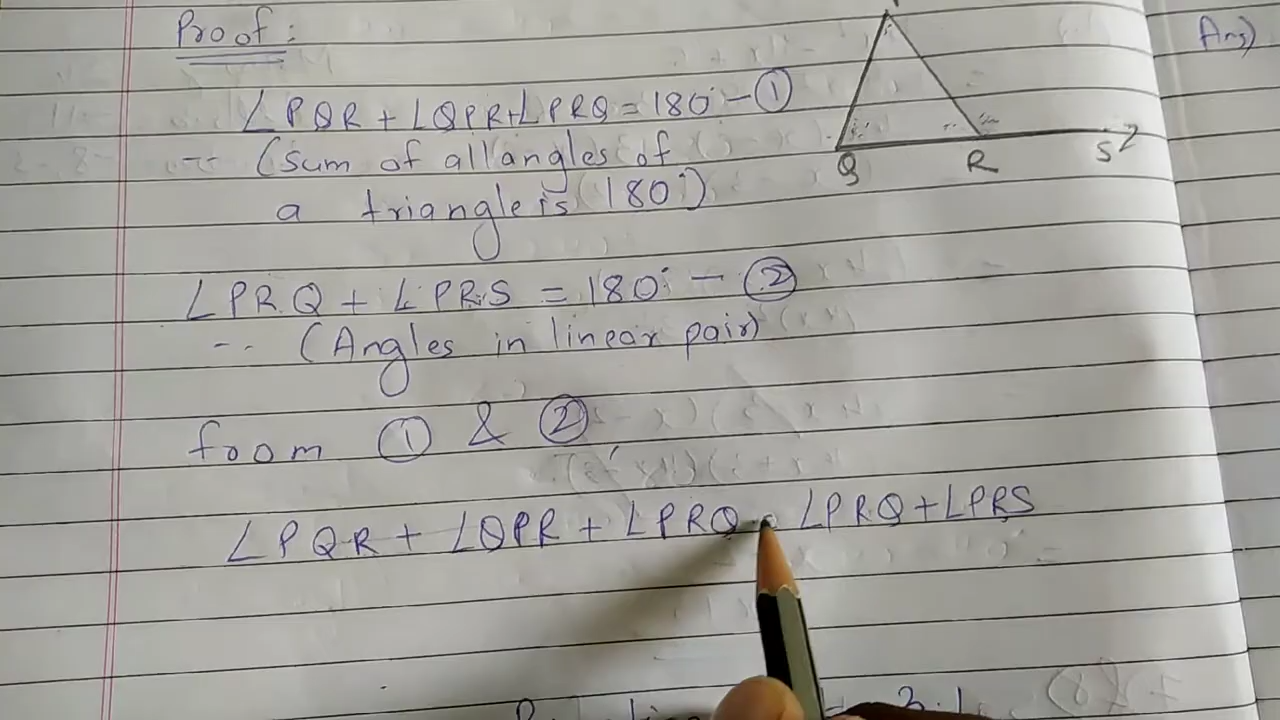 Proof:
Ans)
∠PQR + ∠QPR + ∠PRQ = 180° - ①
-- (Sum of all angles of
a triangle is 180°)
Q R S
∠PRQ + ∠PRS = 180° - ②
-- (Angles in linear pair)
from ① & ②
∠PQR + ∠QPR + ∠PRQ = ∠PRQ + ∠PRS